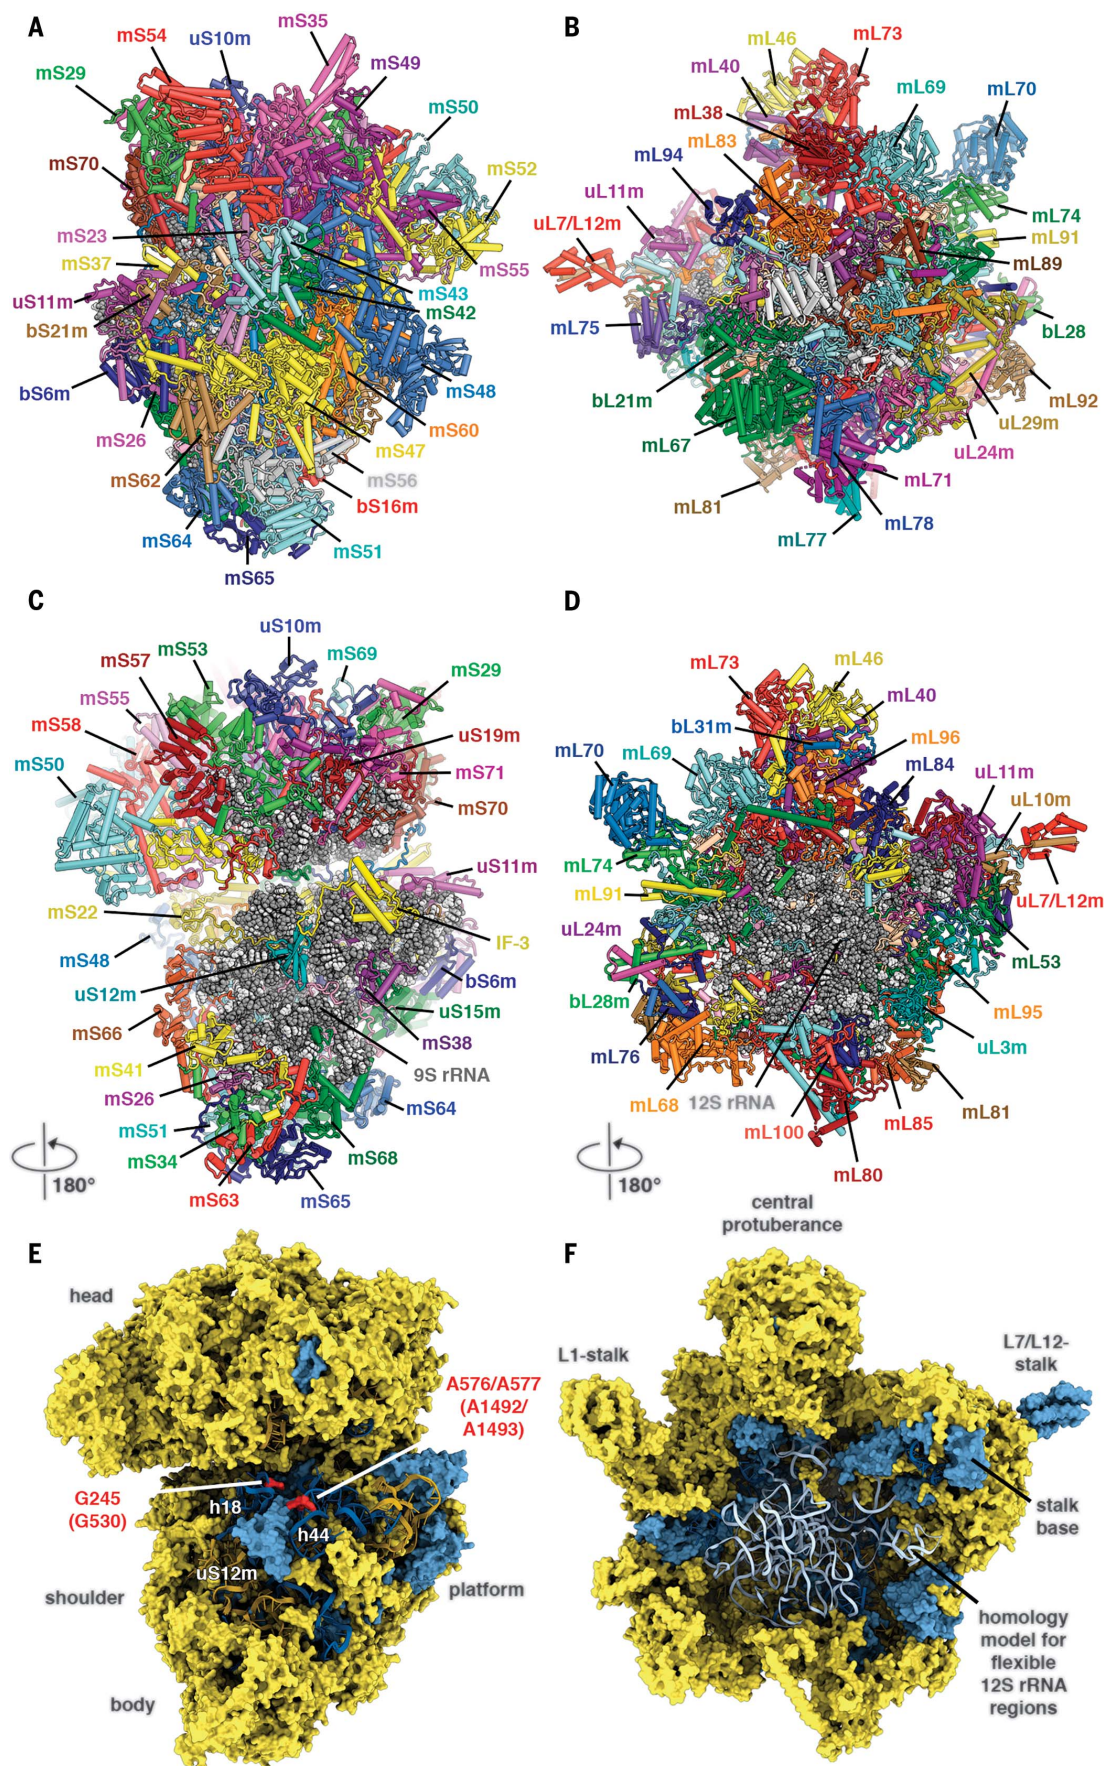 A
mS54
uS10m
mS35
mS29
mS49
mS50
mS70
mS52
mS23
mS37
mS55
uS11m
mS43
bS21m
mS42
bS6m
mS48
mS26
mS60
mS47
mS62
mS56
bS16m
mS64
mS51
mS65
B
mL46
mL73
mL40
mL69
mL70
mL38
mL83
mL94
uL11m
mL74
uL7/L12m
mL91
mL89
mL75
bL28
bL21m
mL92
uL29m
mL67
uL24m
mL71
mL81
mL78
mL77
C
uS10m
mS53
mS69
mS57
mS29
mS55
mS58
uS19m
mS50
mS71
mS70
uS11m
mS22
IF-3
mS48
bS6m
uS12m
uS15m
mS66
mS38
mS41
9S rRNA
mS26
mS64
mS51
mS34
mS68
180°
mS63
mS65
D
mL73
mL46
mL40
bL31m
mL96
mL70
mL69
mL84
uL11m
uL10m
mL74
mL91
uL7/L12m
uL24m
mL53
bL28m
mL95
mL76
uL3m
mL68
12S rRNA
mL81
mL100
mL85
mL80
180°
central
protuberance
E
head
A576/A577
(A1492/
A1493)
G245
(G530)
h18
h44
uS12m
shoulder
platform
body
F
L1-stalk
L7/L12-
stalk
stalk
base
homology
model for
flexible
12S rRNA
regions